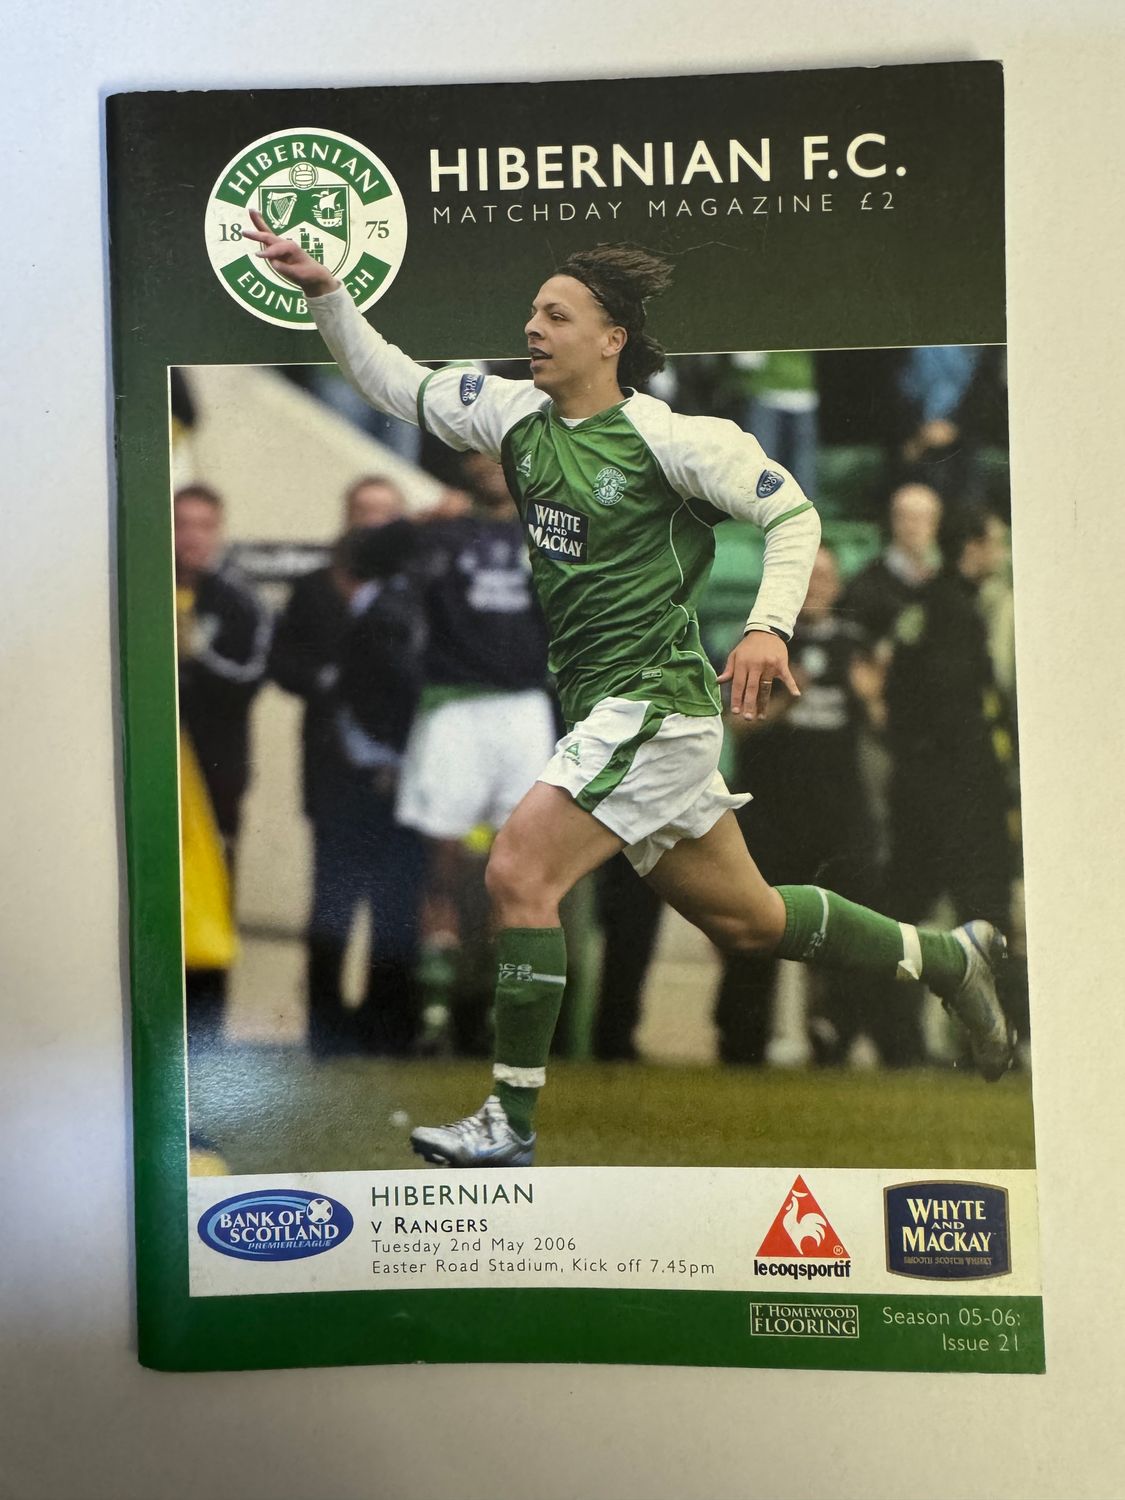 HIBERNIAN
18 75
HIBERNIAN F.C.
MATCHDAY MAGAZINE £2
WHYTE
AND
MACKAY
BANK OF
SCOTLAND
PREMIERLEAGUE
HIBERNIAN
V RANGERS
Tuesday 2nd May 2006
Easter Road Stadium, Kick off 7.45pm
lecoqsportif
WHYTE
AND
MACKAY
SMOOTH SCOTCH WHISKY
T. HOMEWOOD
FLOORING
Season 05-06:
Issue 21